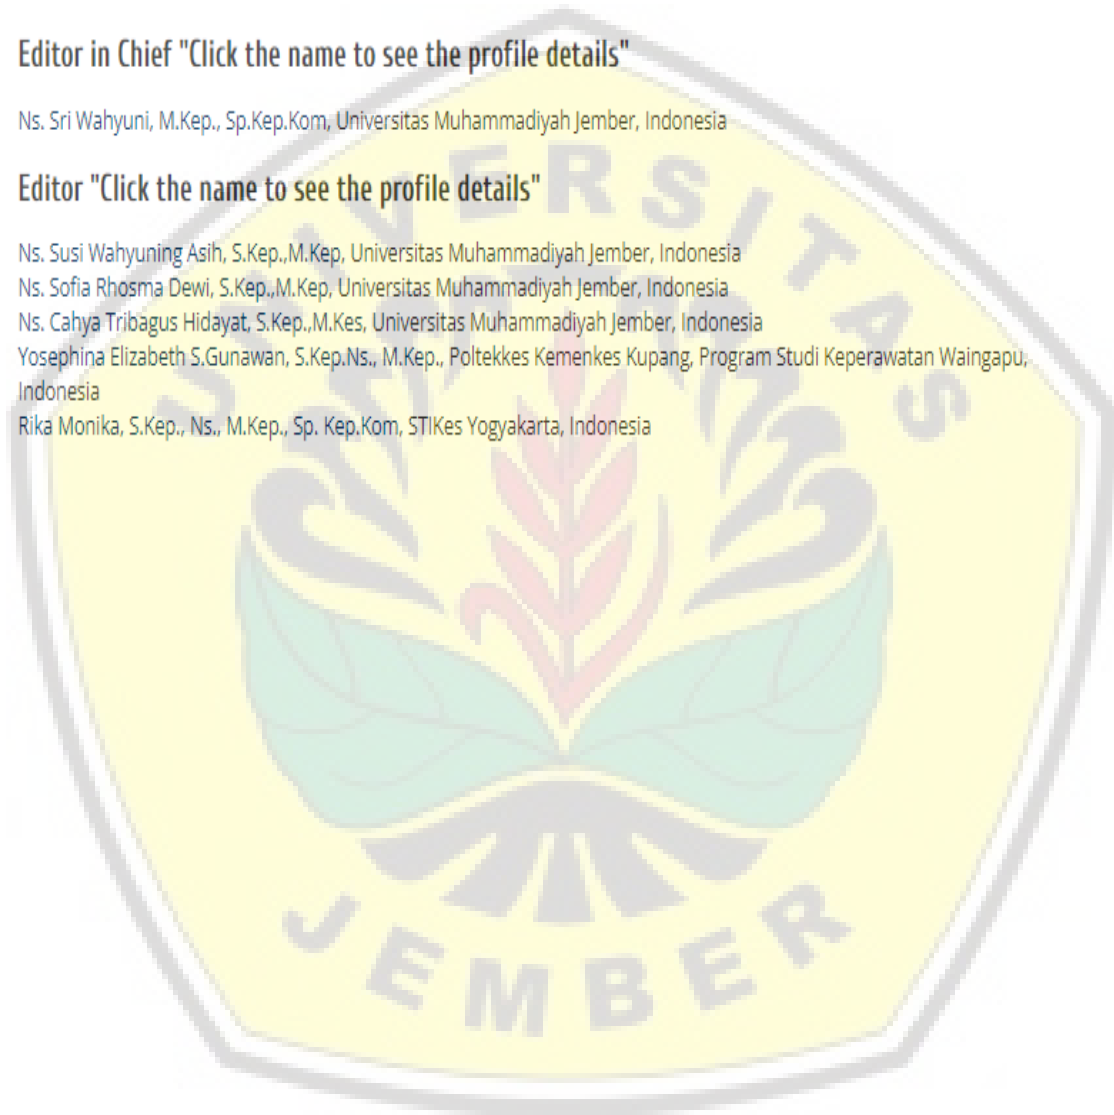 Editor in Chief "Click the name to see the profile details"
Ns. Sri Wahyuni, M.Kep., Sp.Kep.Kom, Universitas Muhammadiyah Jember, Indonesia
Editor "Click the name to see the profile details"
Ns. Susi Wahyuning Asih, S.Kep.,M.Kep, Universitas Muhammadiyah Jember, Indonesia
Ns. Sofia Rhosma Dewi, S.Kep.,M.Kep, Universitas Muhammadiyah Jember, Indonesia
Ns. Cahya Tribagus Hidayat, S.Kep.,M.Kes, Universitas Muhammadiyah Jember, Indonesia
Yosephina Elizabeth S.Gunawan, S.Kep.Ns., M.Kep., Poltekkes Kemenkes Kupang, Program Studi Keperawatan Waingapu,
Indonesia
Rika Monika, S.Kep., Ns., M.Kep., Sp. Kep.Kom, STIKes Yogyakarta, Indonesia
UNIVERSITAS
JEMBER